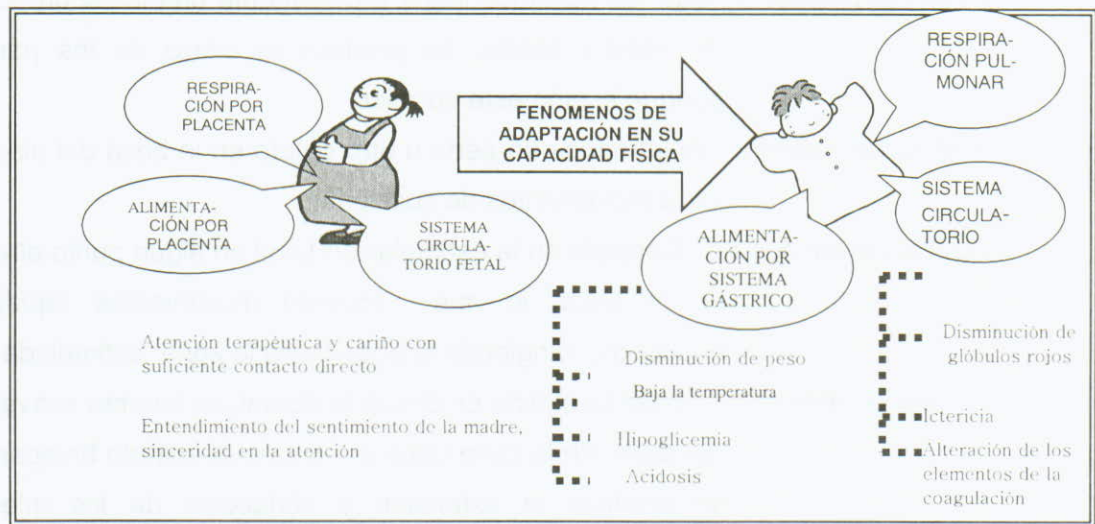 RESPIRA-
CIÓN POR
PLACENTA
ALIMENTA-
CIÓN POR
PLACENTA
SISTEMA
CIRCULA-
TORIO FETAL
FENOMENOS DE
ADAPTACIÓN EN SU
CAPACIDAD FÍSICA
RESPIRA-
CIÓN PUL-
MONAR
SISTEMA
CIRCULA-
TORIO
ALIMENTA-
CIÓN POR
SISTEMA
GÁSTRICO
Atención terapéutica y cariño con
suficiente contacto directo
Entendimiento del sentimiento de la madre,
sinceridad en la atención
Disminución de peso
Baja la temperatura
Hipoglicemia
Acidosis
Disminución de
glóbulos rojos
Ictericia
Alteración de los
elementos de la
coagulación